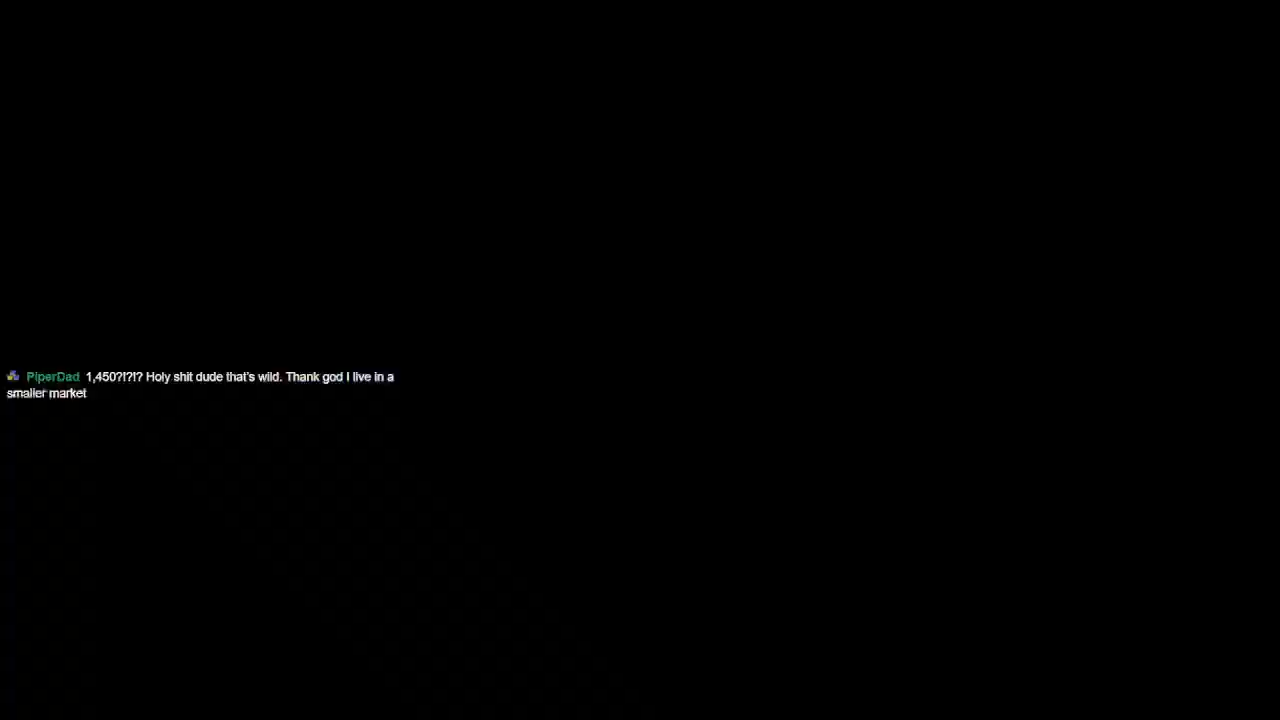 PiperDad 1,450?!?!? Holy shit dude that's wild. Thank god I live in a
smaller market